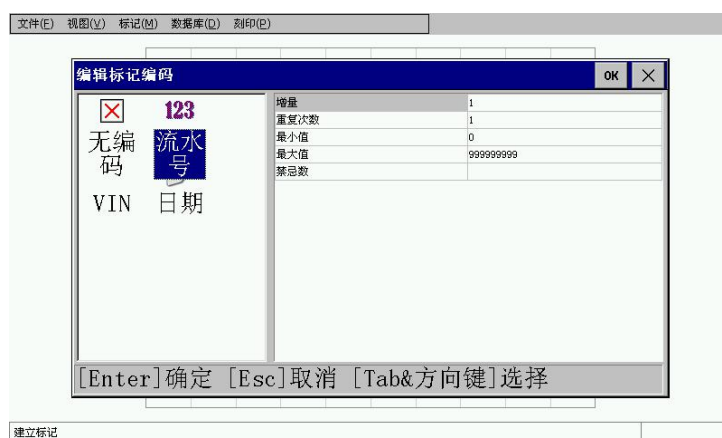 文件(F) 视图(V) 标记(M) 数据库(D) 刻印(P)
编辑标记编码 OK
123
无编码 流水号
VIN 日期
增量 1
重复次数 1
最小值 0
最大值 999999999
禁忌数
[Enter]确定 [Esc]取消 [Tab&方向键]选择
建立标记